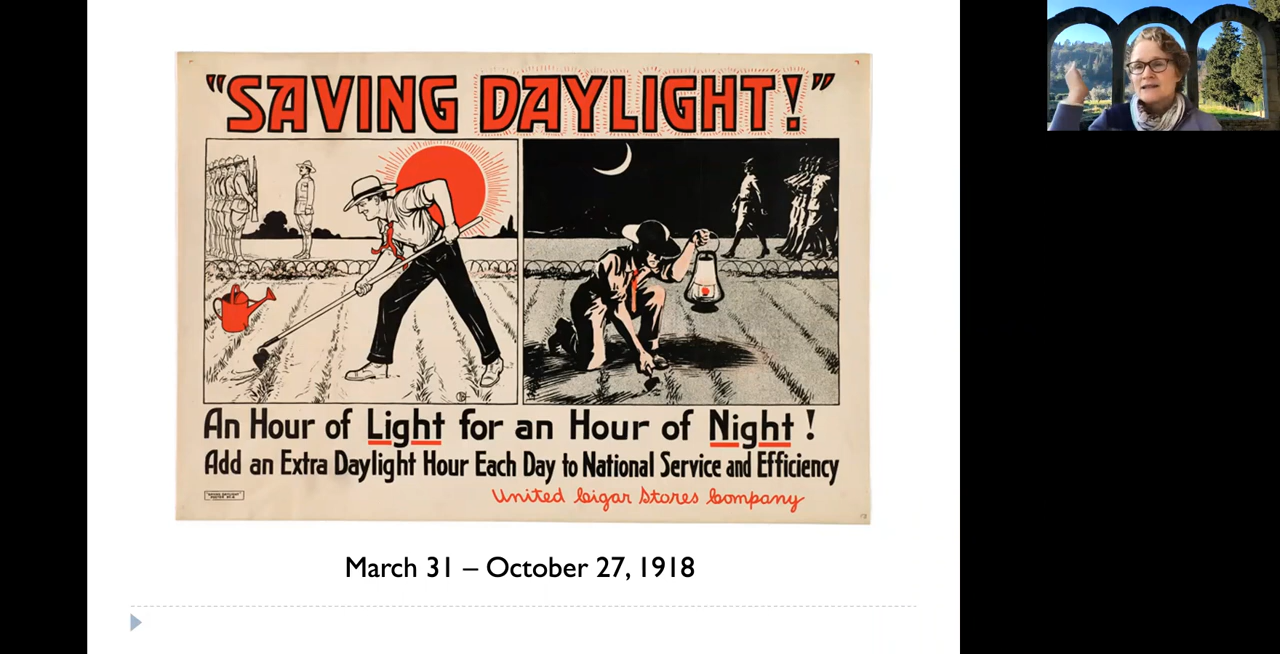 "SAVING DAYLIGHT!"
An Hour of Light for an Hour of Night!
Add an Extra Daylight Hour Each Day to National Service and Efficiency
United Cigar Stores Company
March 31 – October 27, 1918